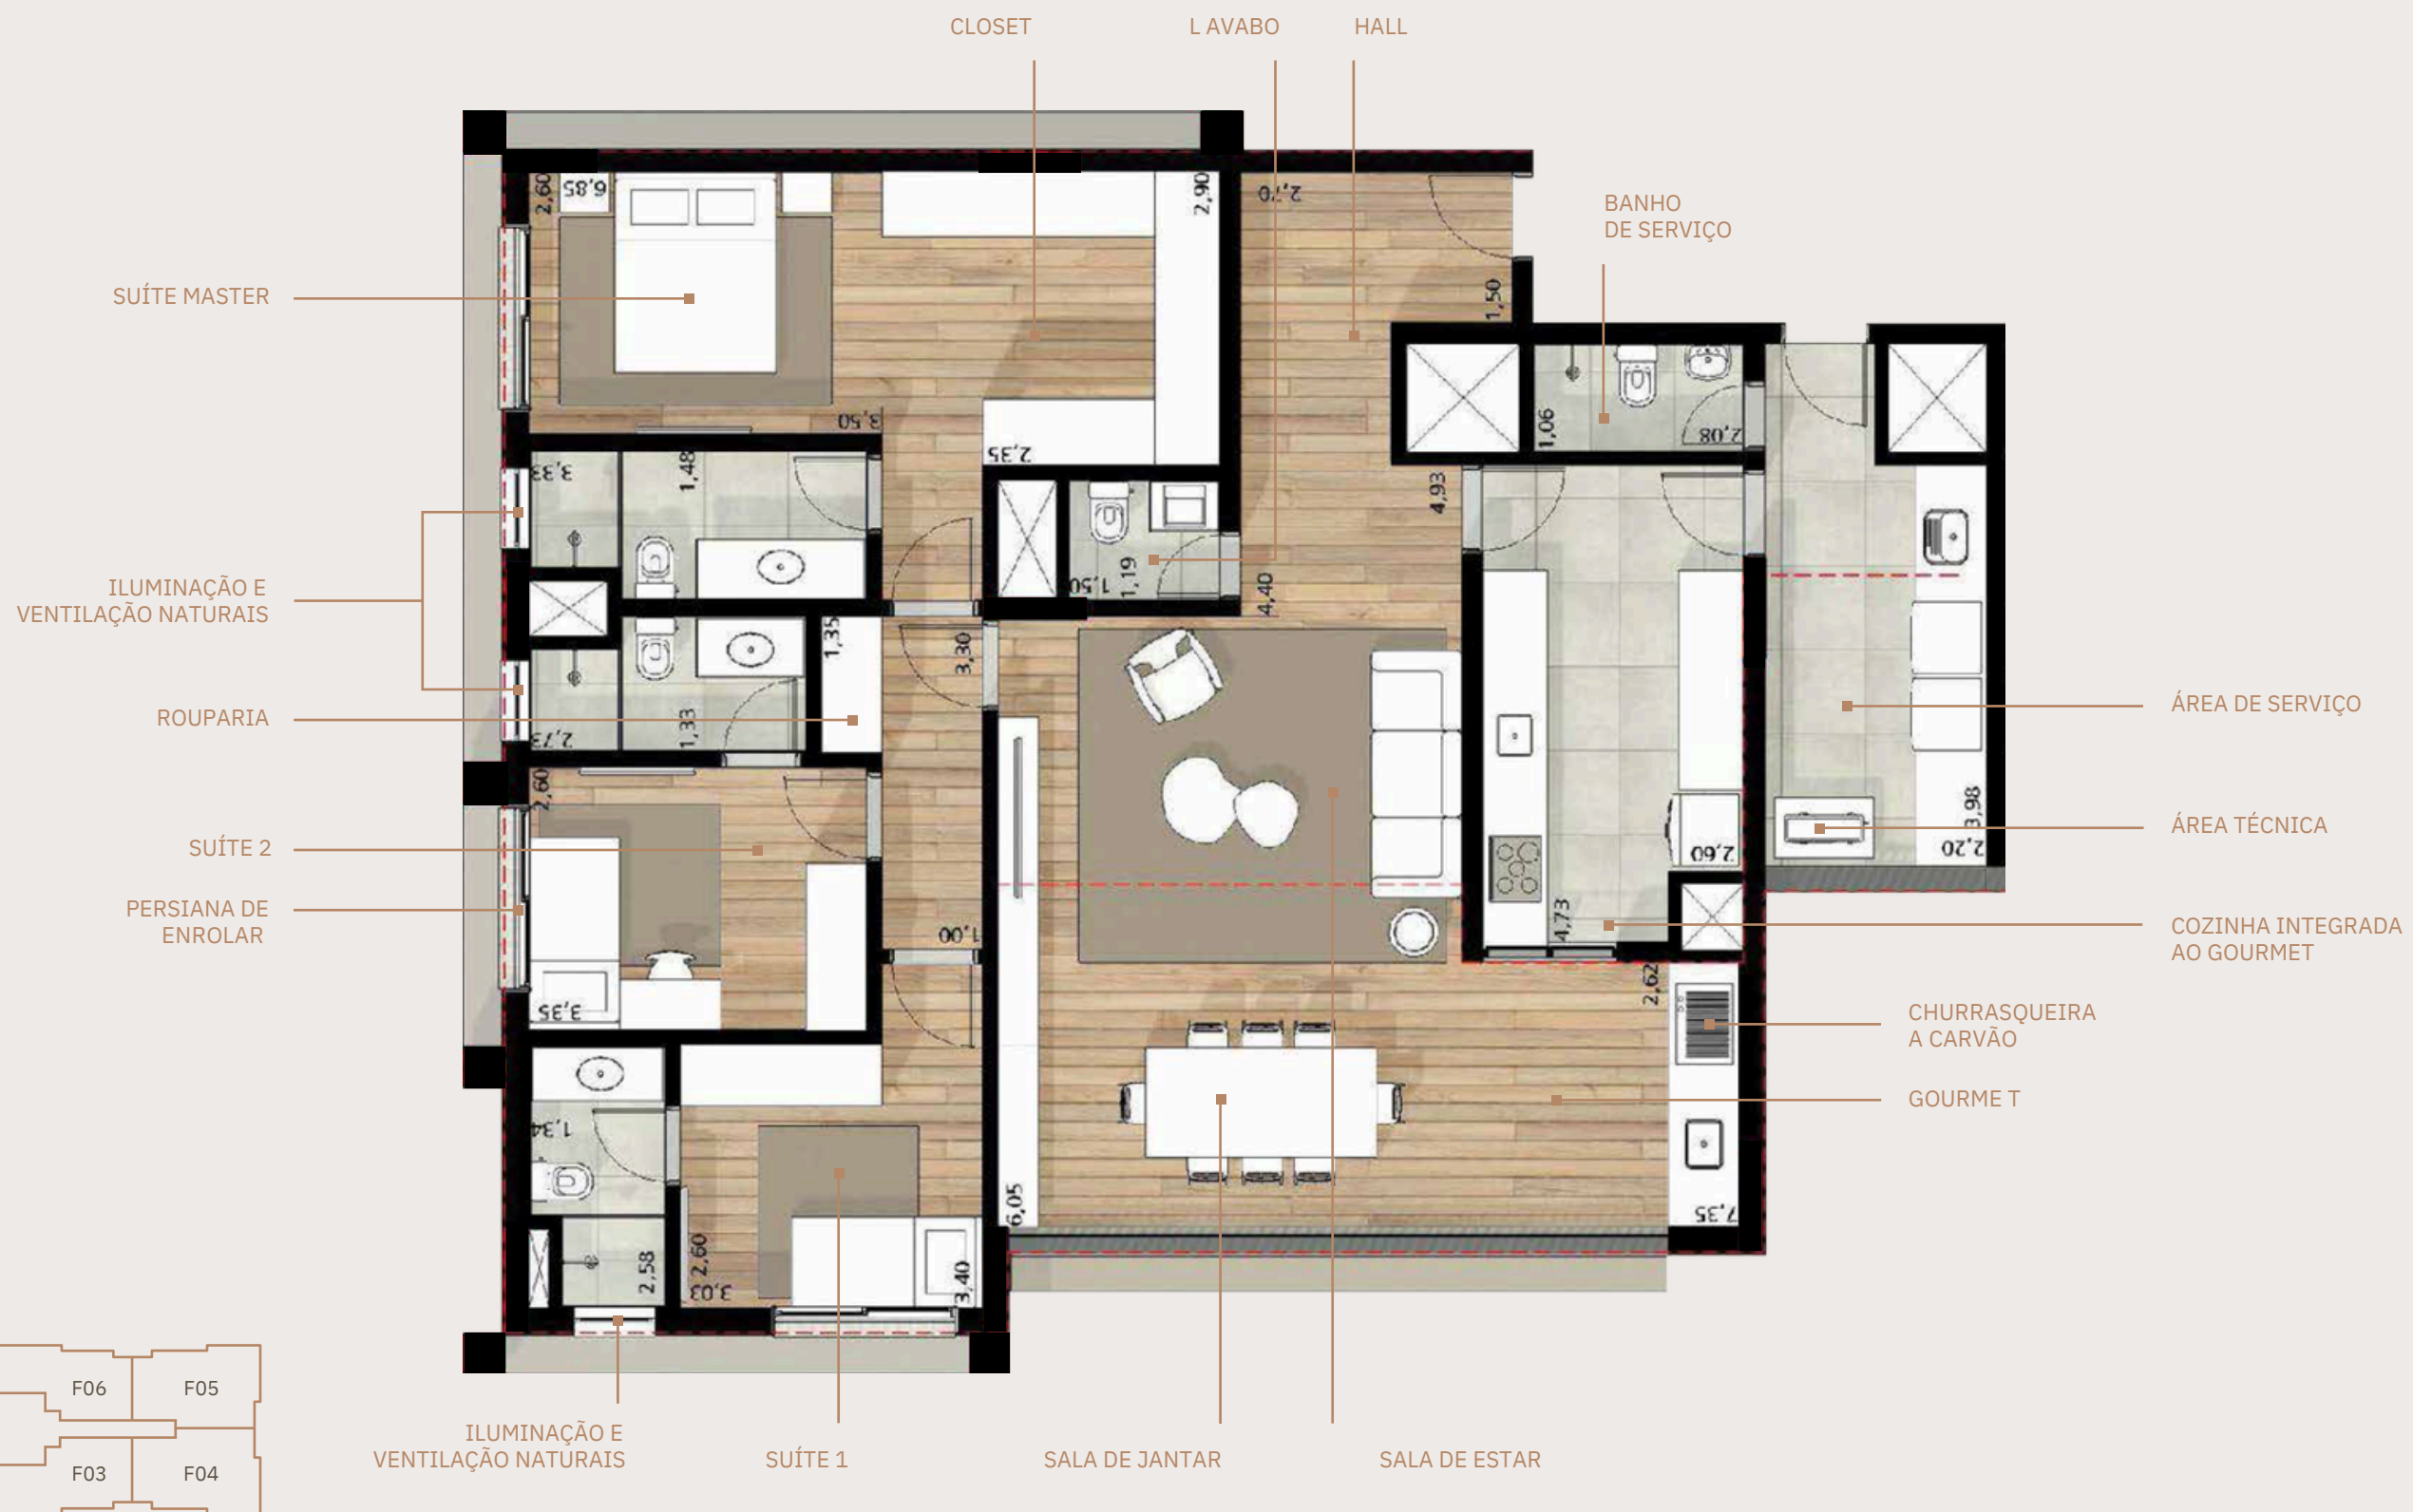 CLOSET
L AVABO
HALL
BANHO
DE SERVIÇO
SUÍTE MASTER
ILUMINAÇÃO E
VENTILAÇÃO NATURAIS
ROUPARIA
SUÍTE 2
PERSIANA DE
ENROLAR
ÁREA DE SERVIÇO
ÁREA TÉCNICA
COZINHA INTEGRADA
AO GOURMET
CHURRASQUEIRA
A CARVÃO
GOURME T
2,60
6,85
2,90
2,70
1,50
3,50
2,35
1,06
2,08
3,33
1,48
4,93
1,50
1,19
4,40
1,35
3,30
2,73
1,33
2,60
3,98
2,20
2,60
4,73
1,00
3,35
2,62
1,34
6,05
7,35
2,58
2,60
3,03
3,40
F06
F05
F03
F04
ILUMINAÇÃO E
VENTILAÇÃO NATURAIS
SUÍTE 1
SALA DE JANTAR
SALA DE ESTAR